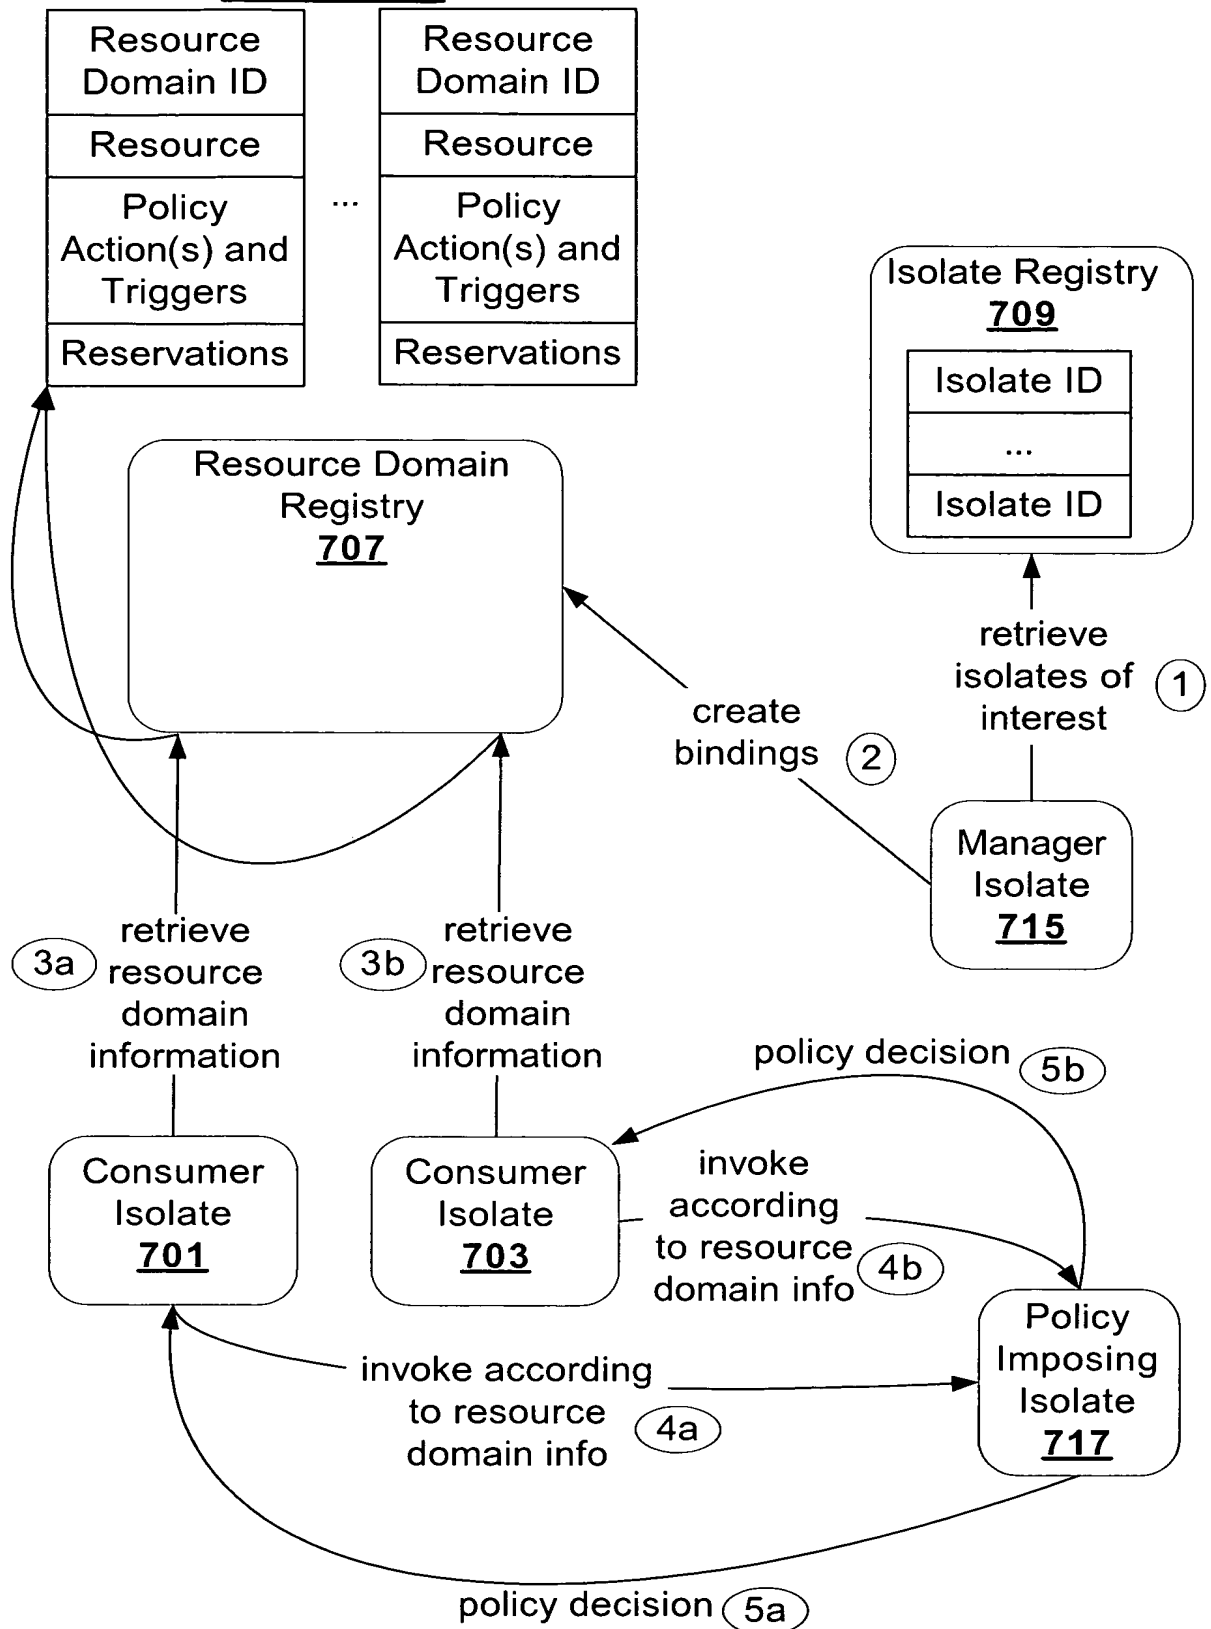 Resource
Domain ID
Resource
Policy
Action(s) and
Triggers
Reservations
...
Resource
Domain ID
Resource
Policy
Action(s) and
Triggers
Reservations
Isolate Registry
709
Isolate ID
...
Isolate ID
Resource Domain
Registry
707
retrieve
isolates of
interest
1
create
bindings
2
Manager
Isolate
715
3a
retrieve
resource
domain
information
3b
retrieve
resource
domain
information
policy decision
5b
Consumer
Isolate
701
Consumer
Isolate
703
invoke
according
to resource
domain info
4b
Policy
Imposing
Isolate
717
invoke according
to resource
domain info
4a
policy decision
5a